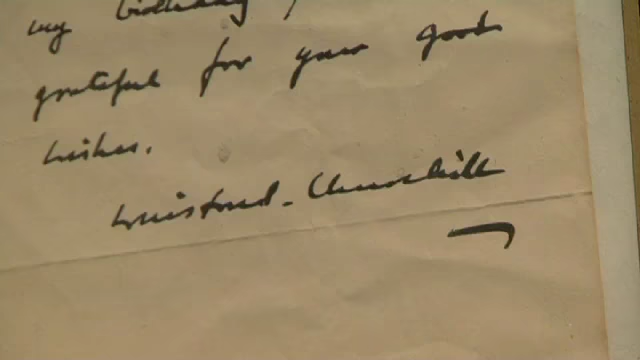 my birthday
grateful for your good
wishes.
Winston S. Churchill